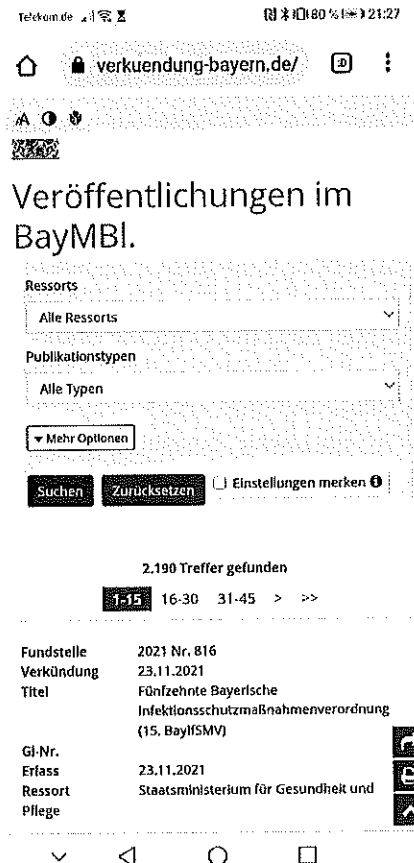 Telekom.de 80 % 21:27
verkuendung-bayern.de/ :D
AA
Veröffentlichungen im
BayMBl.
Ressorts
Alle Ressorts
Publikationstypen
Alle Typen
▾ Mehr Optionen
Suchen Zurücksetzen Einstellungen merken
2.190 Treffer gefunden
1-15 16-30 31-45 > >>
Fundstelle 2021 Nr. 816
Verkündung 23.11.2021
Titel Fünfzehnte Bayerische
Infektionsschutzmaßnahmenverordnung
(15. BayIfSMV)
Gl-Nr.
Erfass 23.11.2021
Ressort Staatsministerium für Gesundheit und
Pflege